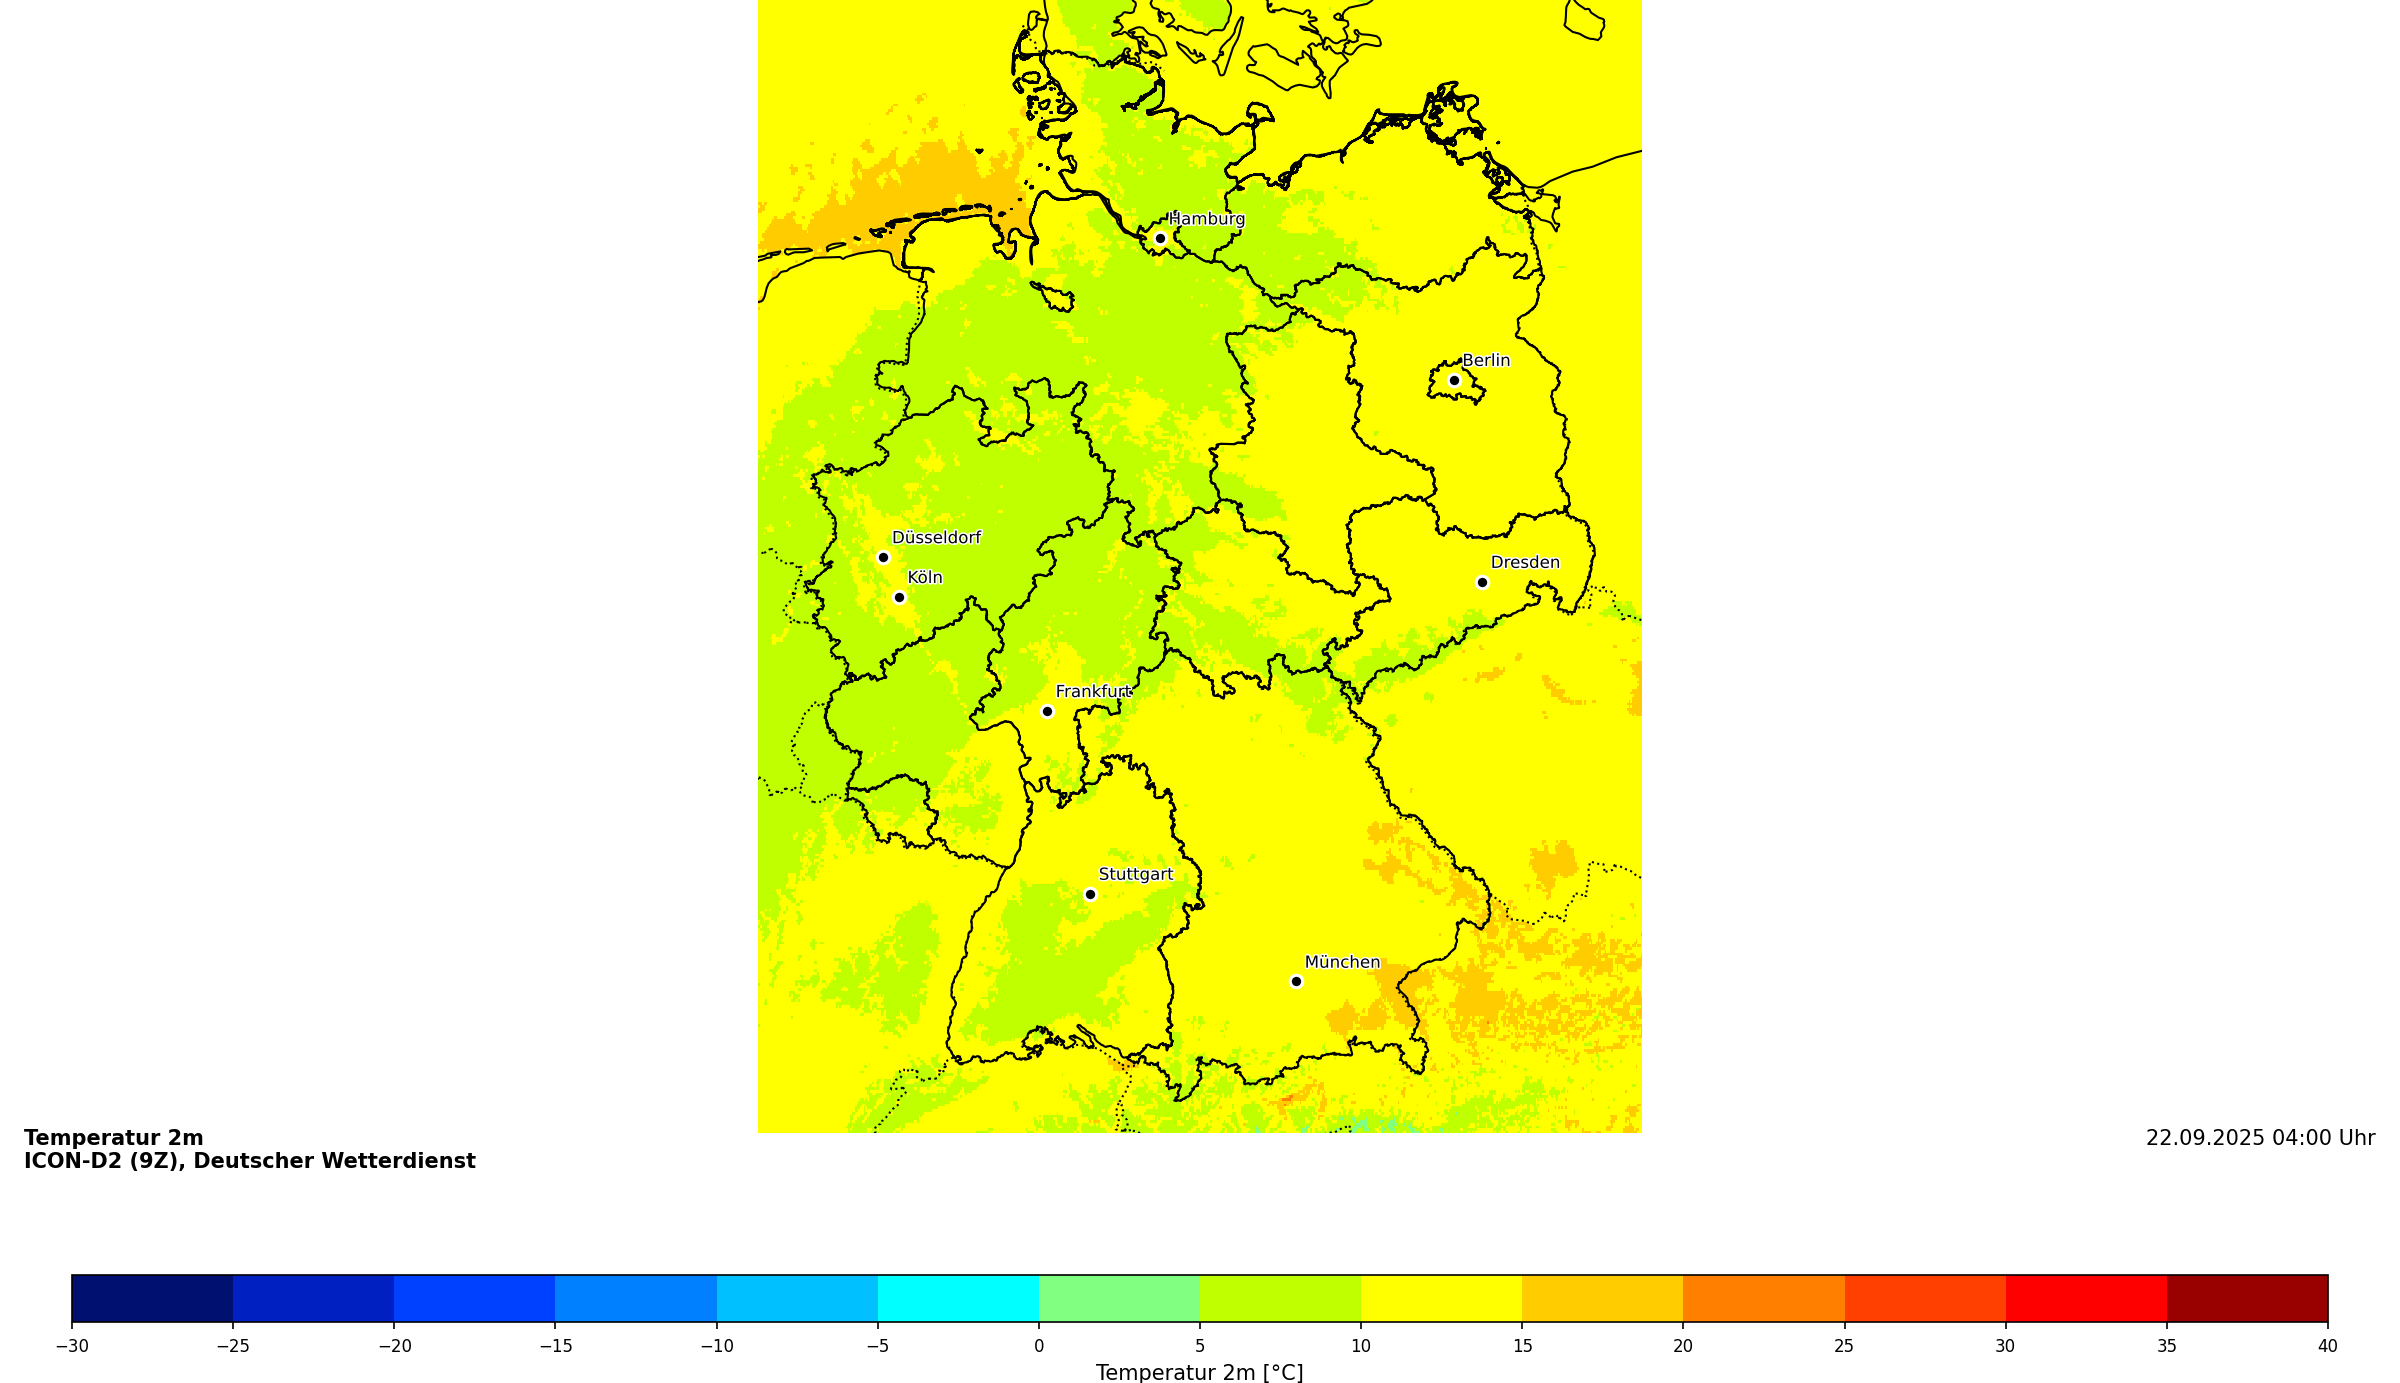 Hamburg
Berlin
Düsseldorf
Dresden
Köln
Frankfurt
Stuttgart
München
Temperatur 2m
ICON-D2 (9Z), Deutscher Wetterdienst
22.09.2025 04:00 Uhr
−30 −25 −20 −15 −10 −5 0 5 10 15 20 25 30 35 40
Temperatur 2m [°C]